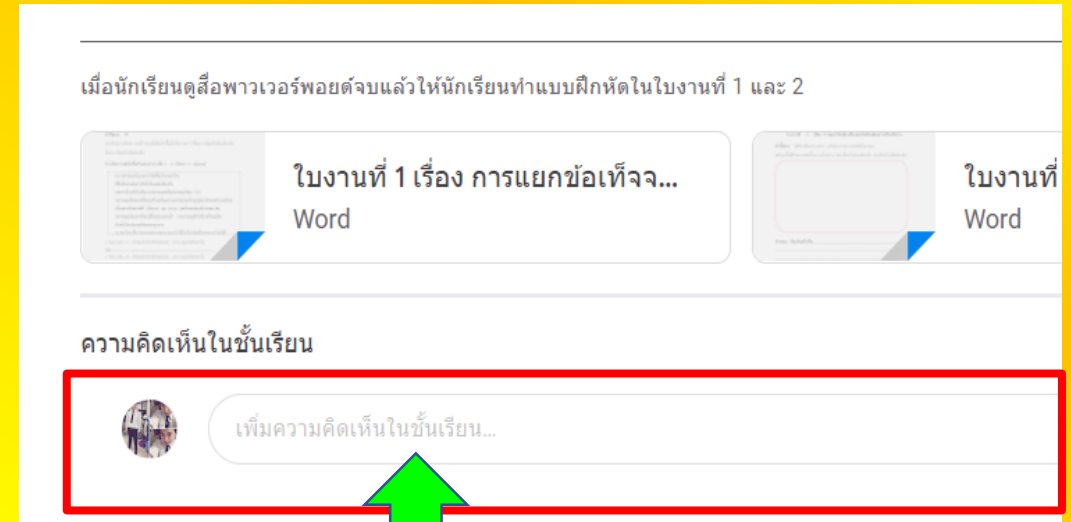 เมื่อนักเรียนดูสื่อพาวเวอร์พอยต์จบแล้วให้นักเรียนทำแบบฝึกหัดในใบงานที่ 1 และ 2
ใบงานที่ 1 เรื่อง การแยกข้อเท็จจ...
Word
ใบงานที่
Word
ความคิดเห็นในชั้นเรียน
เพิ่มความคิดเห็นในชั้นเรียน...